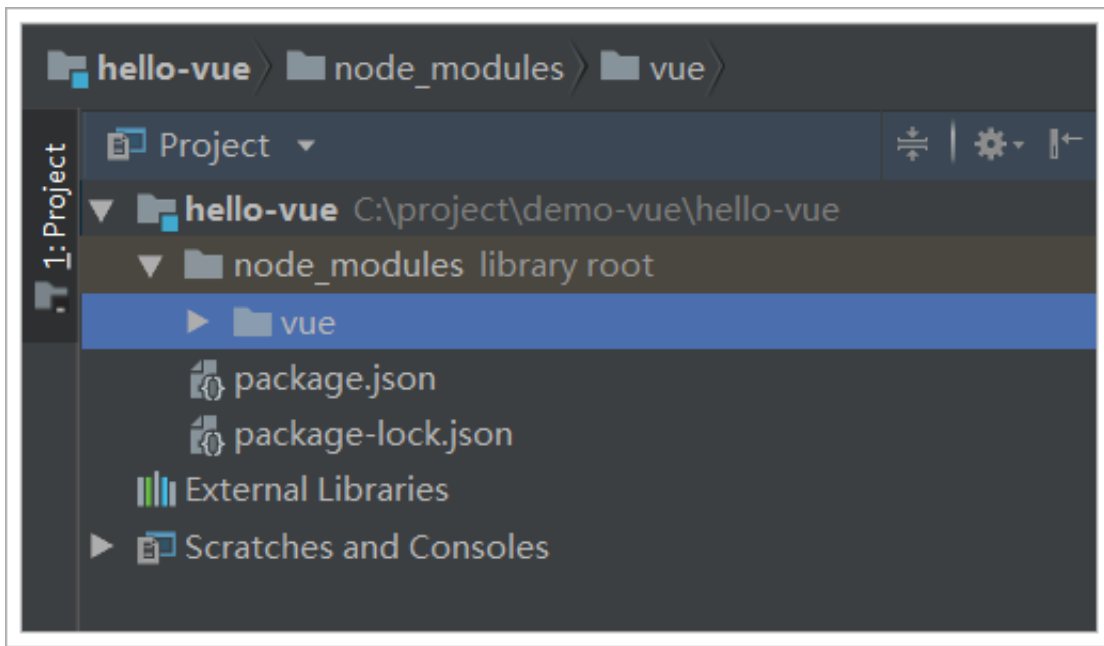 hello-vue node_modules vue
Project
1: Project
hello-vue C:\project\demo-vue\hello-vue
node_modules library root
vue
package.json
package-lock.json
External Libraries
Scratches and Consoles